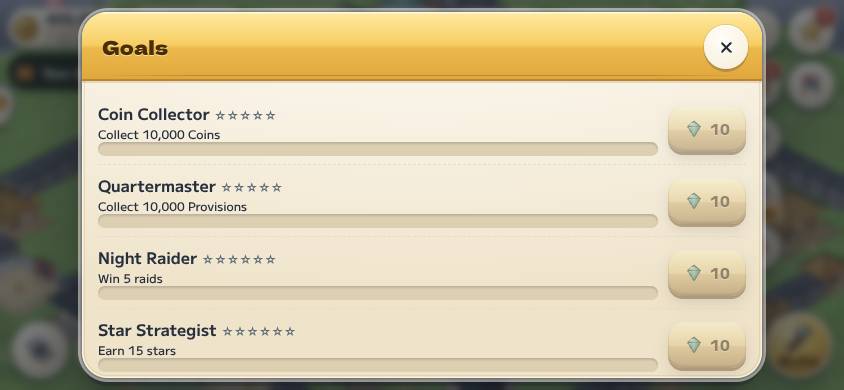 Goals
Coin Collector ☆☆☆☆☆
Collect 10,000 Coins
10
Quartermaster ☆☆☆☆☆
Collect 10,000 Provisions
10
Night Raider ☆☆☆☆☆☆
Win 5 raids
10
Star Strategist ☆☆☆☆☆☆
Earn 15 stars
10